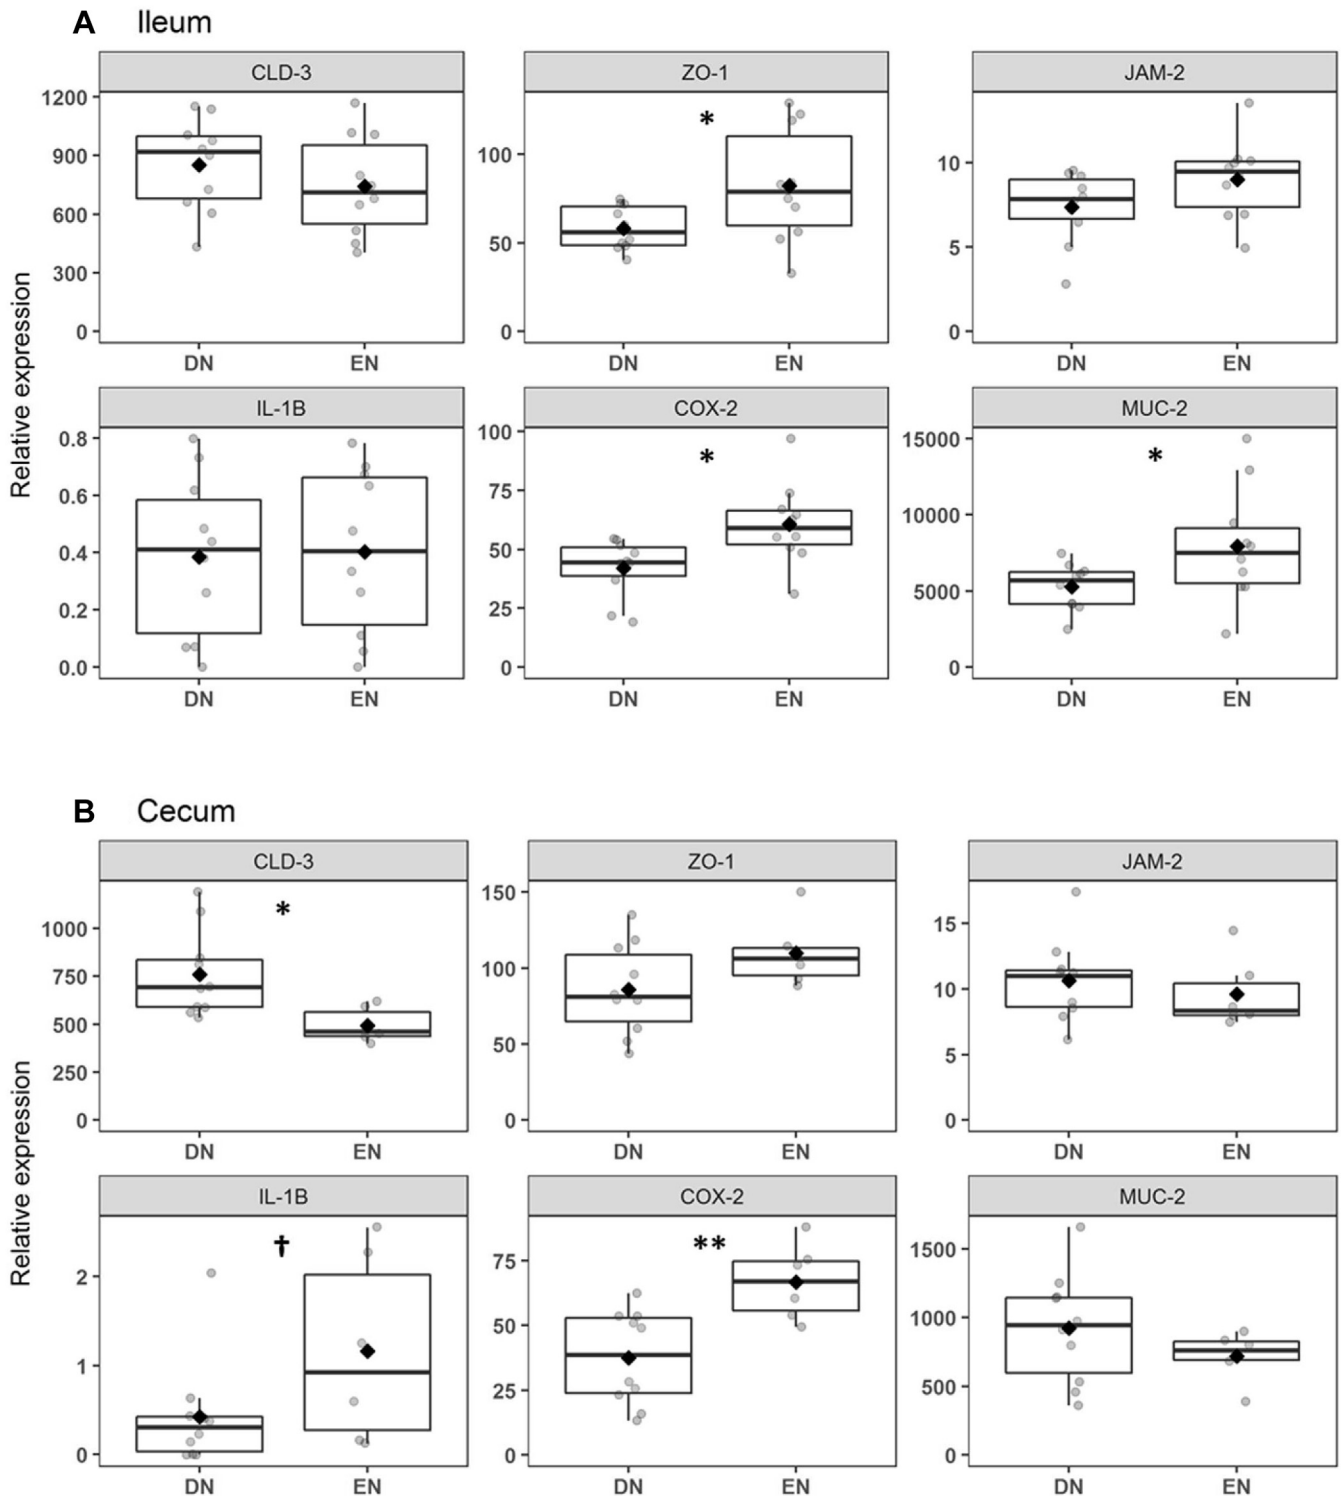 A Ileum
CLD-3 ZO-1 JAM-2
1200
900
600
300
0
DN EN
*
100
50
0
DN EN
10
5
0
DN EN
Relative expression
IL-1B COX-2 MUC-2
0.8
0.6
0.4
0.2
0.0
DN EN
*
100
75
50
25
0
DN EN
*
15000
10000
5000
0
DN EN
B Cecum
CLD-3 ZO-1 JAM-2
*
1000
750
500
250
0
DN EN
150
100
50
0
DN EN
15
10
5
0
DN EN
Relative expression
IL-1B COX-2 MUC-2
†
2
1
0
DN EN
**
75
50
25
0
DN EN
1500
1000
500
0
DN EN